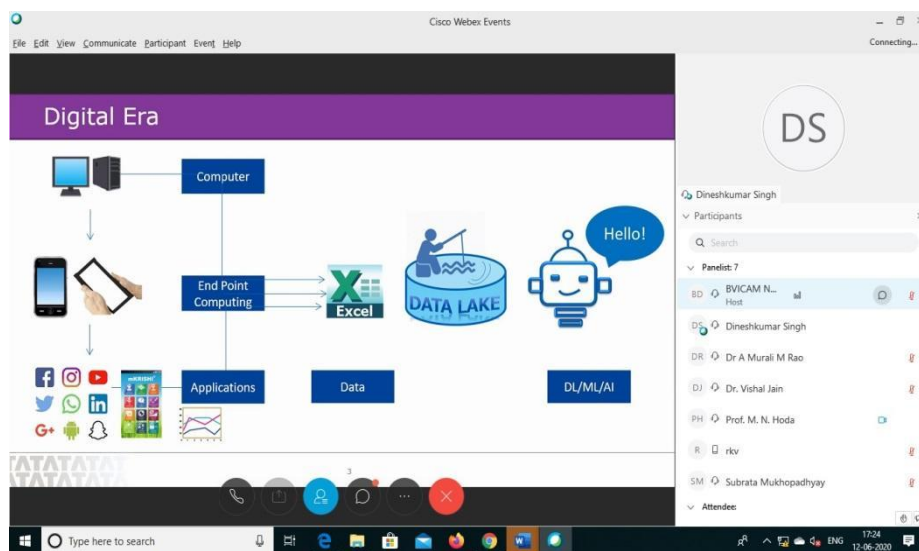 Cisco Webex Events
File Edit View Communicate Participant Event Help
Connecting...
Digital Era
Computer
End Point
Computing
Applications
mKRISHI
Excel
Data
DATA LAKE
Hello!
DL/ML/AI
TATATATAT
TATATATAT
3
DS
Dineshkumar Singh
Participants
Search
Panelist: 7
BD BVICAM N...
Host
DS Dineshkumar Singh
DR Dr A Murali M Rao
DJ Dr. Vishal Jain
PH Prof. M. N. Hoda
R rkv
SM Subrata Mukhopadhyay
Attendee:
Type here to search
ENG
17:24
12-06-2020